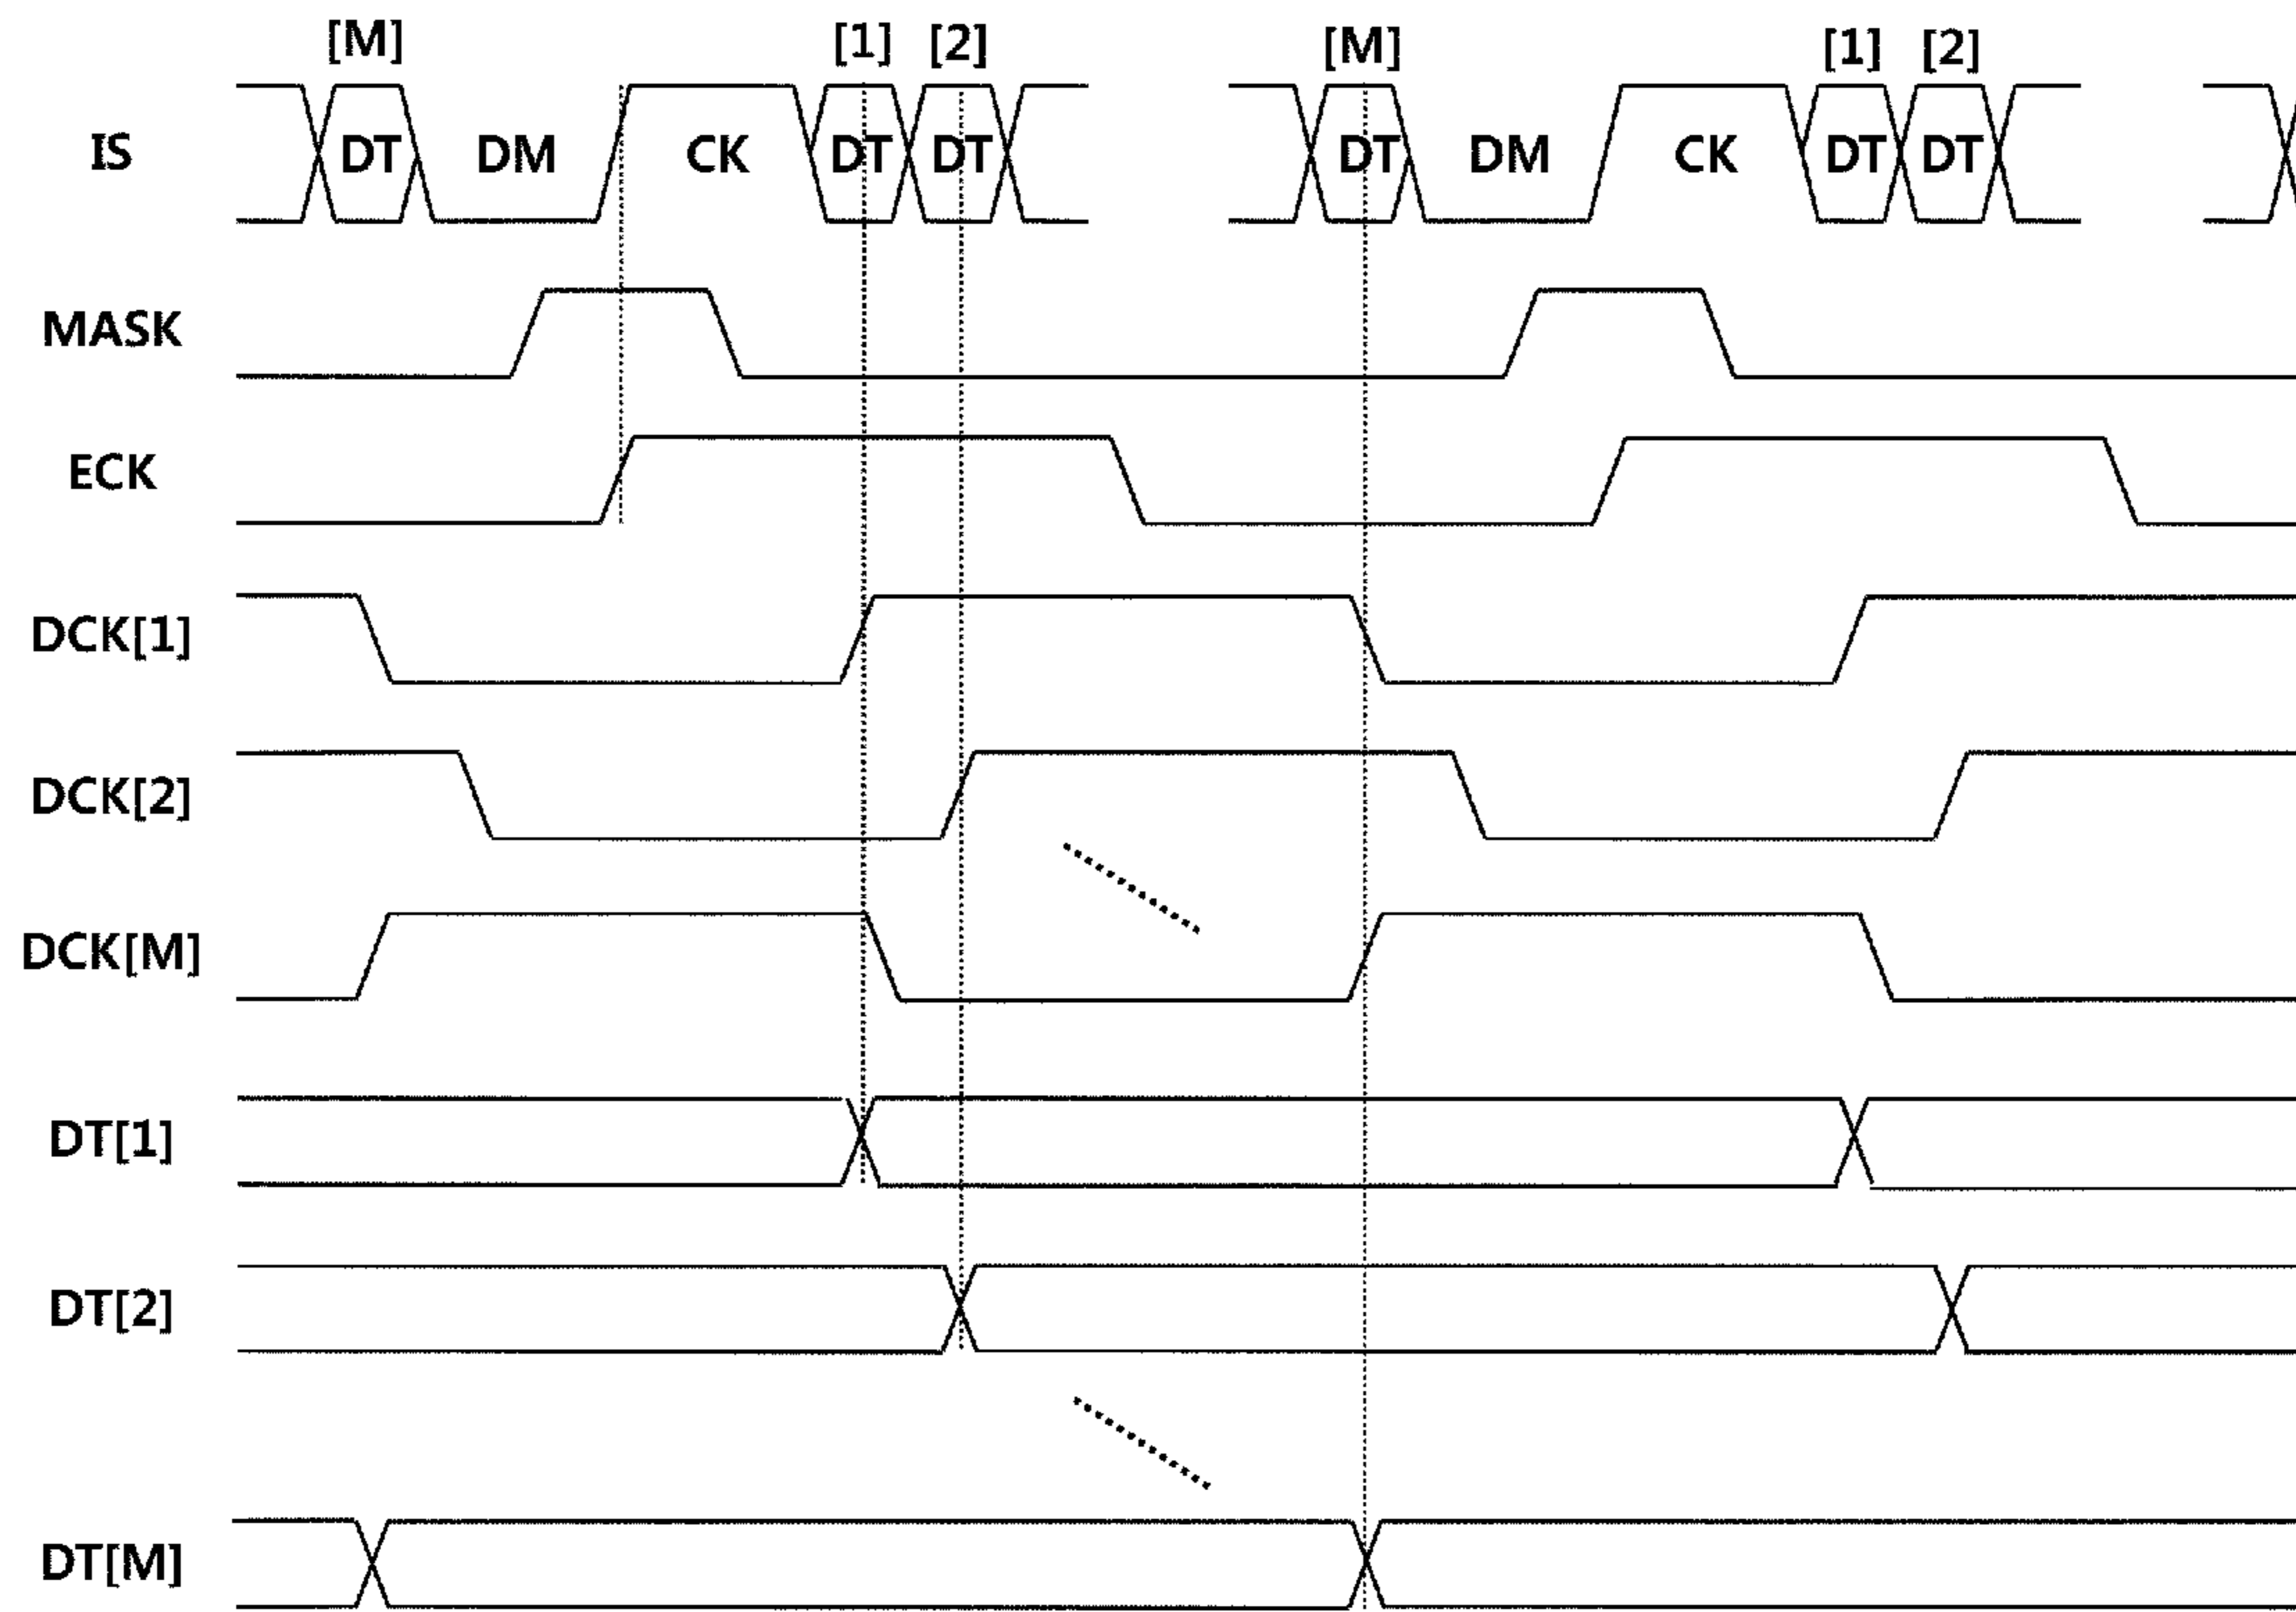 [M] [1] [2] [M] [1] [2]
IS DT DM CK DT DT DT DM CK DT DT
MASK
ECK
DCK[1]
DCK[2]
DCK[M]
DT[1]
DT[2]
DT[M]